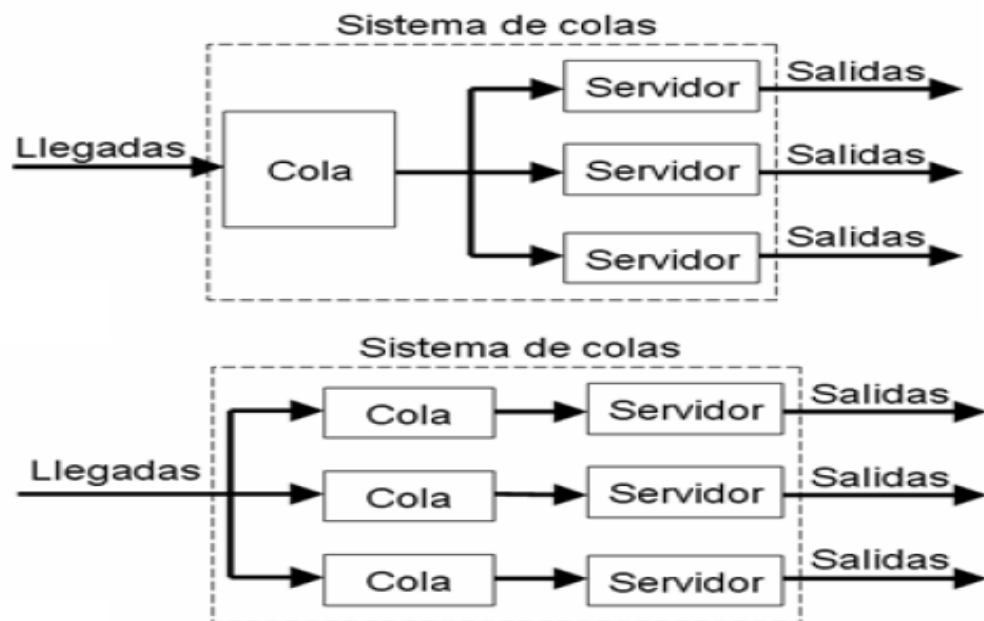 Sistema de colas
Servidor
Salidas
Llegadas
Cola
Servidor
Salidas
Servidor
Salidas
Sistema de colas
Cola
Servidor
Salidas
Llegadas
Cola
Servidor
Salidas
Cola
Servidor
Salidas